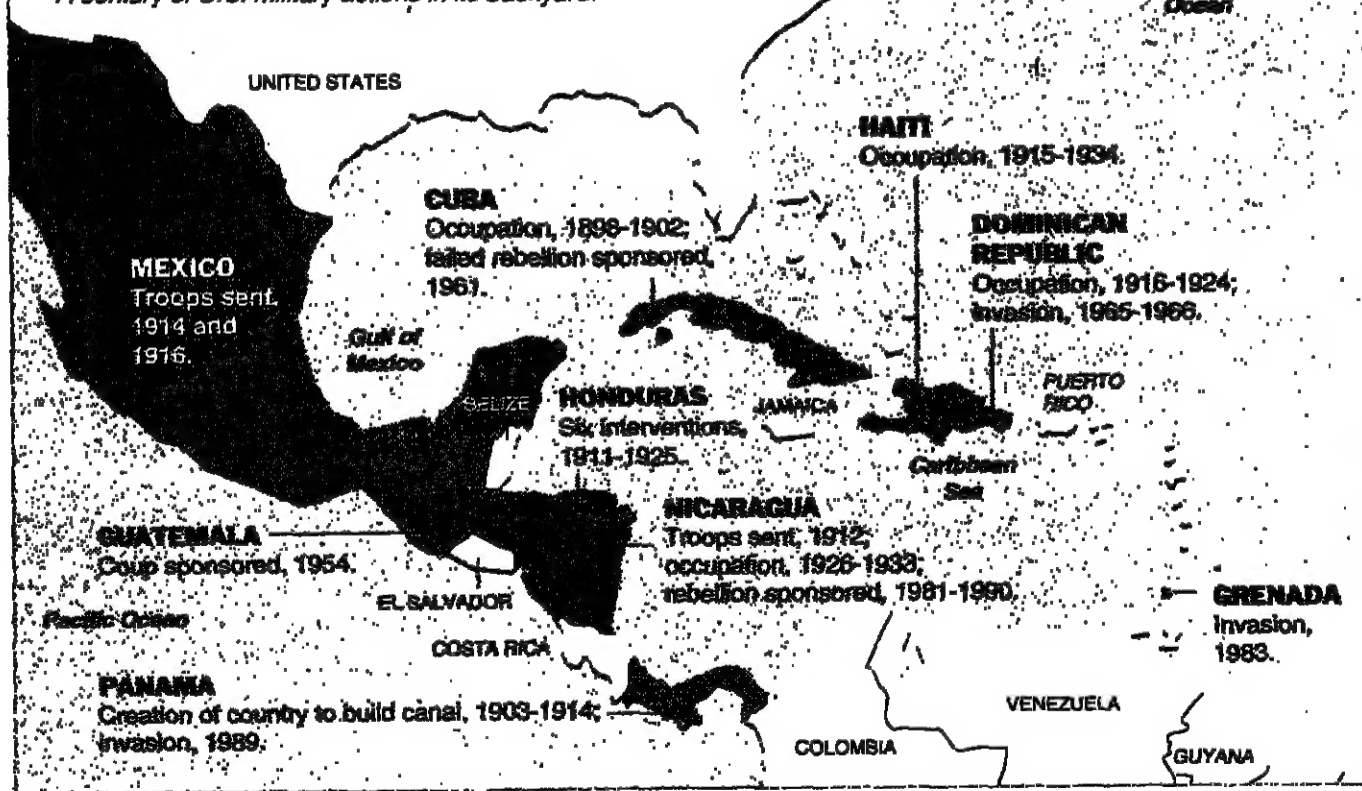 A century of U.S. military actions in its backyard.
Ocean
UNITED STATES
HAITI
Occupation, 1915-1934.
CUBA
Occupation, 1898-1902;
failed rebellion sponsored,
1961.
DOMINICAN
REPUBLIC
Occupation, 1916-1924;
invasion, 1965-1966.
MEXICO
Troops sent,
1914 and
1916.
Gulf of
Mexico
PUERTO
RICO
BELIZE
HONDURAS
Six interventions,
1911-1925.
JAMAICA
Caribbean
Sea
GUATEMALA
Coup sponsored, 1954.
NICARAGUA
Troops sent, 1912;
occupation, 1926-1933;
rebellion sponsored, 1981-1990.
EL SALVADOR
Pacific Ocean
GRENADA
Invasion,
1983.
COSTA RICA
PANAMA
Creation of country to build canal, 1903-1914;
invasion, 1989.
VENEZUELA
COLOMBIA
GUYANA